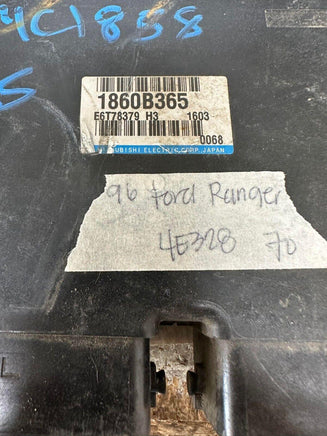 4C1858
S
1860B365
E6T78379 H3 1603
0068
MITSUBISHI ELECTRIC CORP. JAPAN
96 Ford Ranger
4E328 70
L